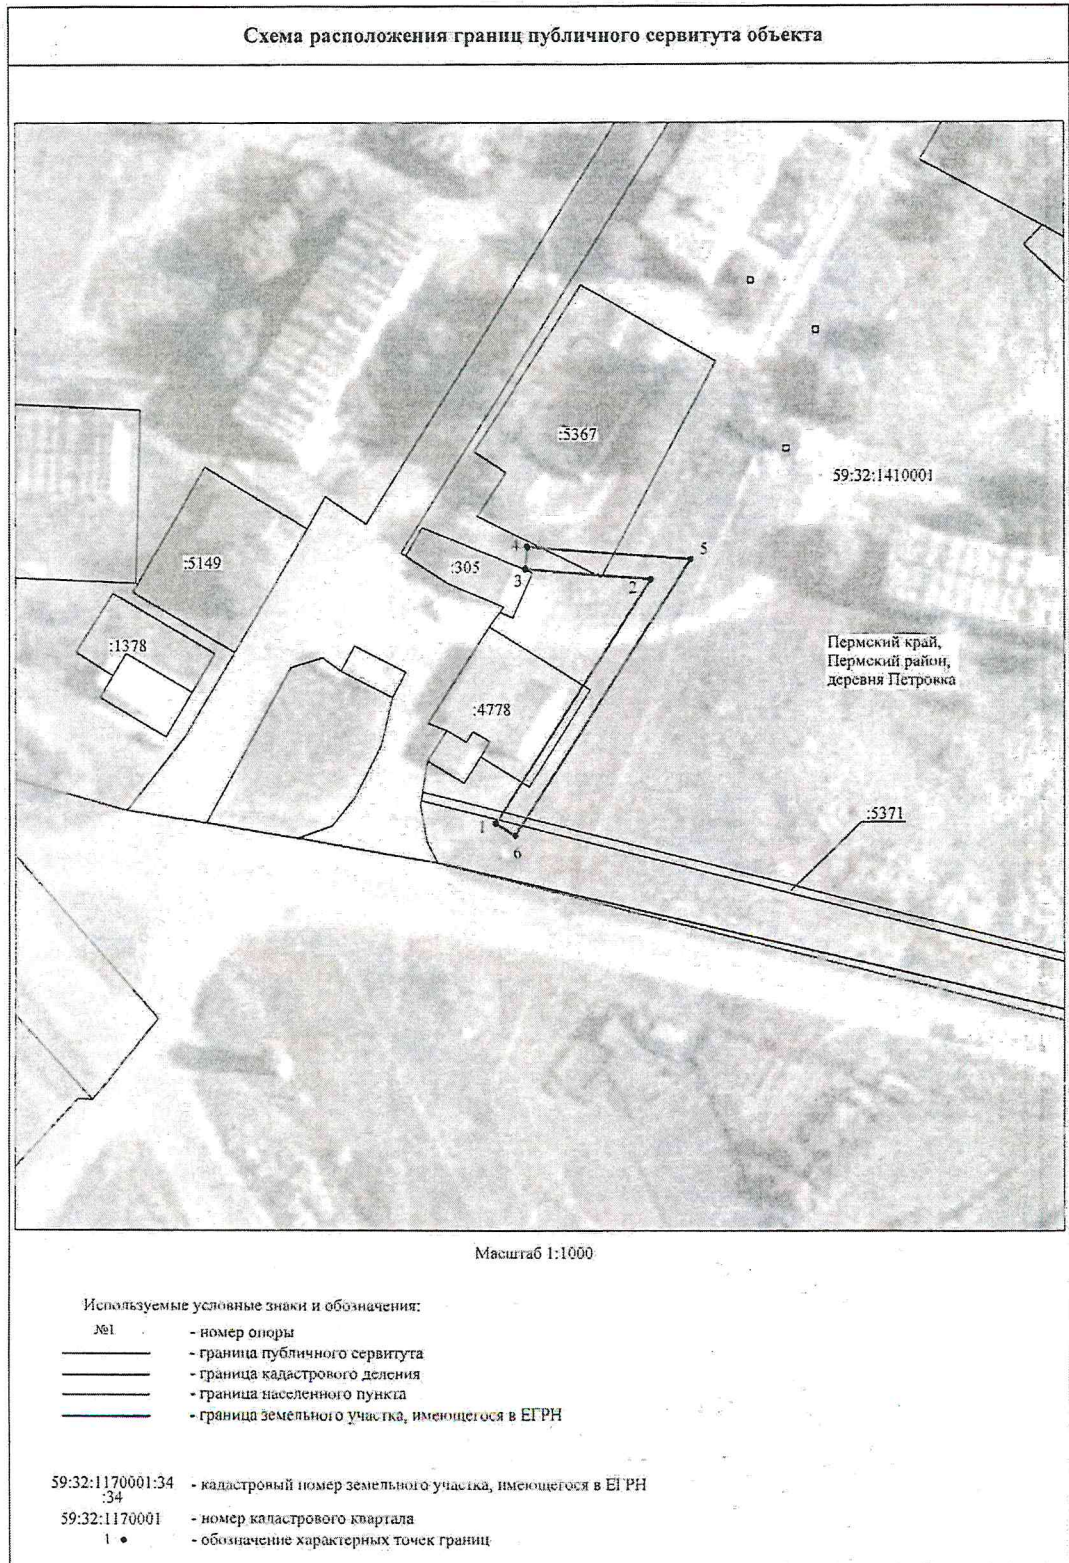 Схема расположения границ публичного сервитута объекта
:5367
59:32:1410001
4
5
:5149
:305
3
2
:1378
Пермский край,
Пермский район,
деревня Петровка
:4778
:5371
1
6
Масштаб 1:1000
Используемые условные знаки и обозначения:
№1 - номер опоры
- граница публичного сервитута
- граница кадастрового деления
- граница населенного пункта
- граница земельного участка, имеющегося в ЕГРН
59:32:1170001:34 - кадастровый номер земельного участка, имеющегося в ЕГРН
:34
59:32:1170001 - номер кадастрового квартала
1 • - обозначение характерных точек границ